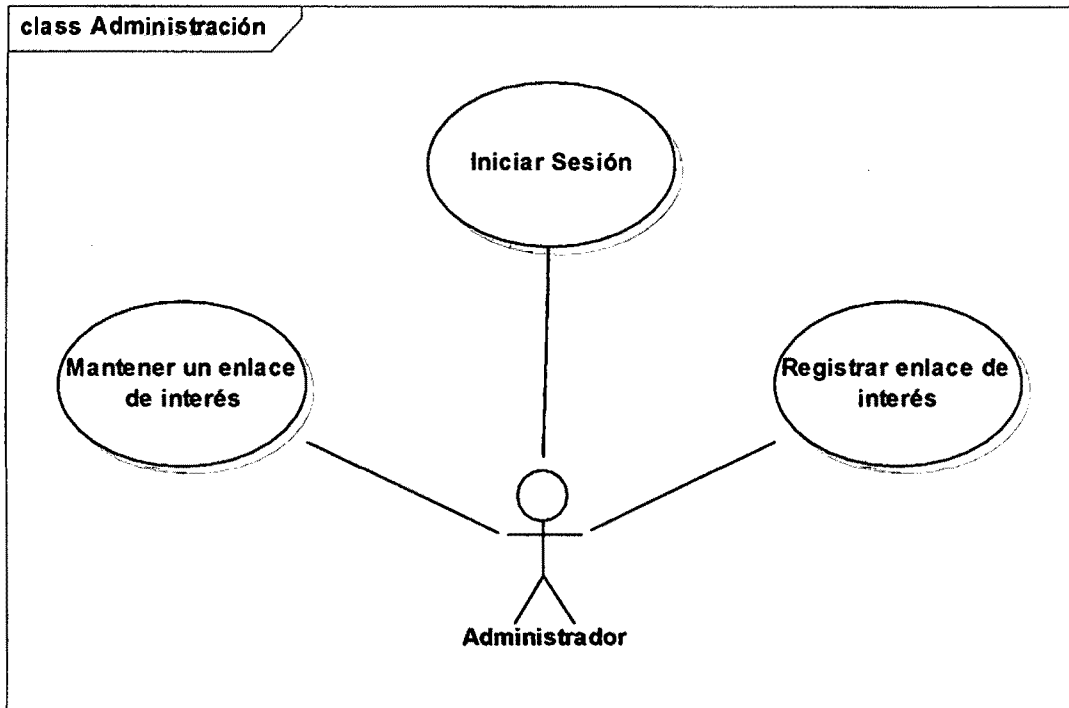 class Administración
Iniciar Sesión
Mantener un enlace
de interés
Registrar enlace de
interés
Administrador